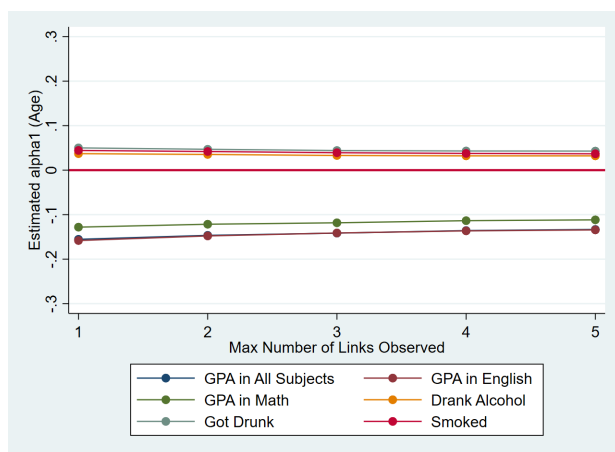 Estimated alpha1 (Age)
.3
.2
.1
0
-.1
-.2
-.3
1 2 3 4 5
Max Number of Links Observed
GPA in All Subjects GPA in English
GPA in Math Drank Alcohol
Got Drunk Smoked